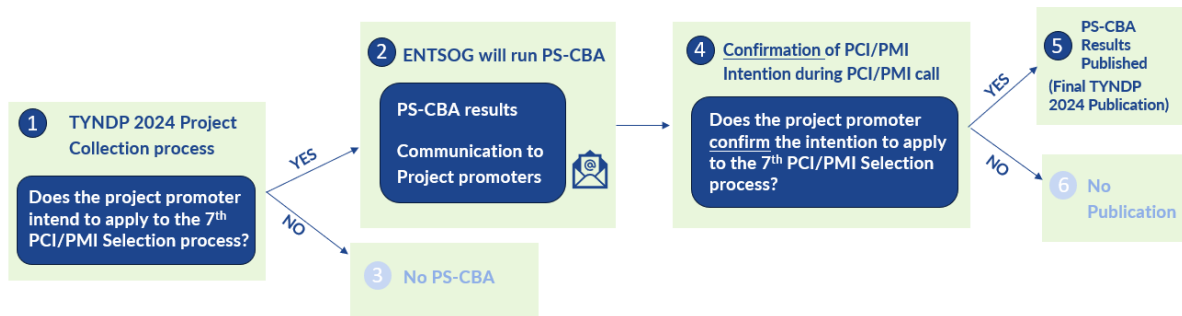 1
TYNDP 2024 Project
Collection process
Does the project promoter
intend to apply to the 7th
PCI/PMI Selection process?
YES
NO
2
ENTSOG will run PS-CBA
PS-CBA results
Communication to
Project promoters
@
3
No PS-CBA
4
Confirmation of PCI/PMI
Intention during PCI/PMI call
Does the project promoter
confirm the intention to apply
to the 7th PCI/PMI Selection
process?
YES
NO
5
PS-CBA
Results
Published
(Final TYNDP
2024 Publication)
6
No
Publication